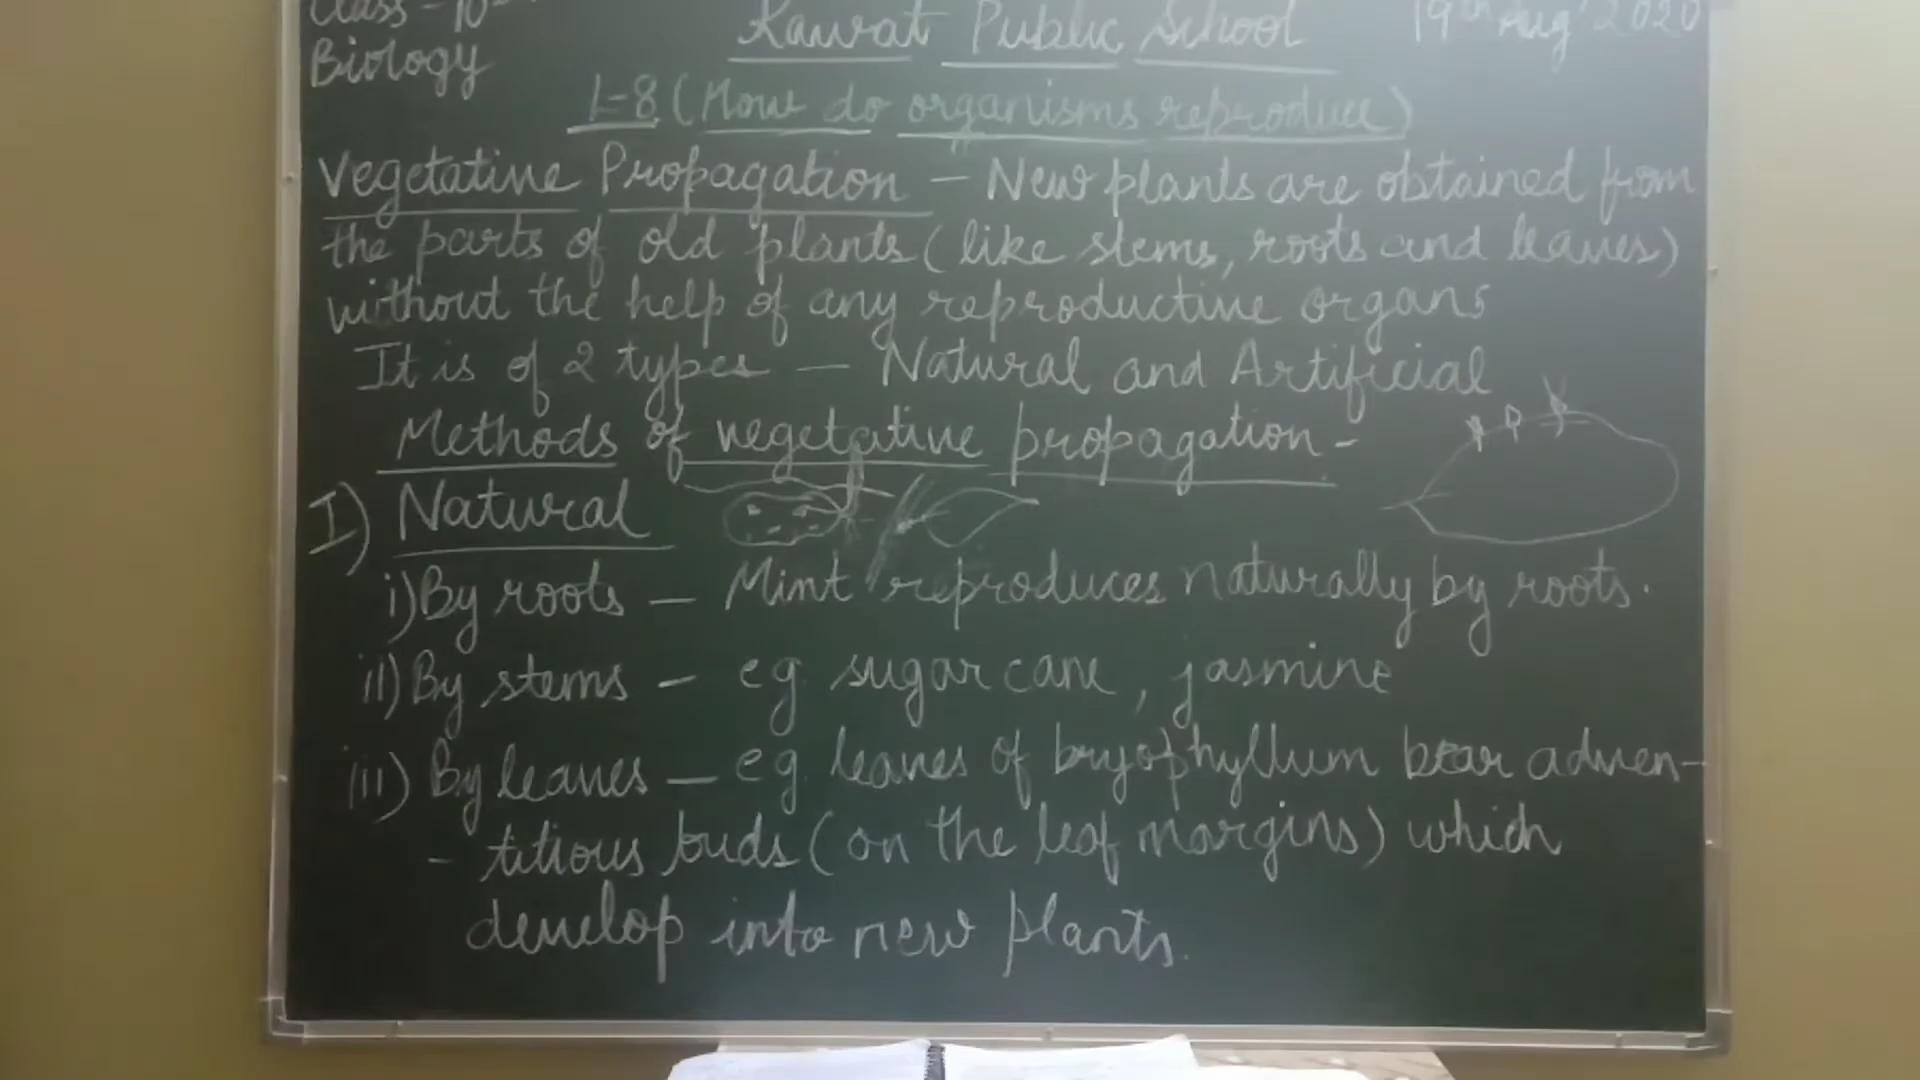 Class - 10th
Biology
Rawat Public School
19th Aug' 2020
L-8 (How do organisms reproduce)
Vegetative Propagation – New plants are obtained from
the parts of old plants (like stems, roots and leaves)
without the help of any reproductive organs
It is of 2 types – Natural and Artificial
Methods of vegetative propagation -
I) Natural
i) By roots – Mint reproduces naturally by roots.
ii) By stems – eg sugarcane, jasmine
iii) By leaves – eg. leaves of bryophyllum bear adven-
- titious buds (on the leaf margins) which
develop into new plants.